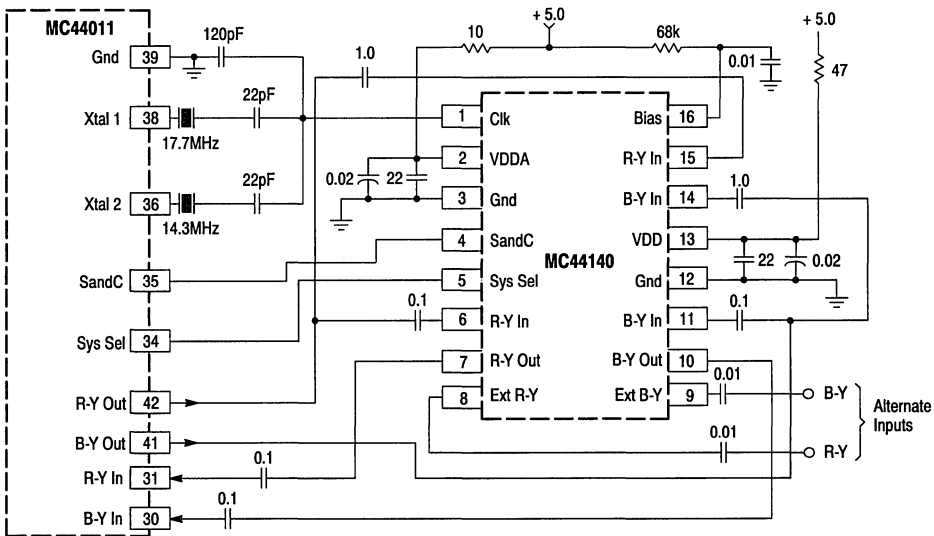 MC44011
Gnd 39
120pF
Xtal 1 38
22pF
17.7MHz
Xtal 2 36
22pF
14.3MHz
SandC 35
Sys Sel 34
R-Y Out 42
B-Y Out 41
R-Y In 31
0.1
B-Y In 30
0.1
+ 5.0
10
68k
1.0
0.01
+ 5.0
47
0.02
22
0.1
MC44140
1 Clk
2 VDDA
3 Gnd
4 SandC
5 Sys Sel
6 R-Y In
7 R-Y Out
8 Ext R-Y
Bias 16
R-Y In 15
B-Y In 14
VDD 13
Gnd 12
B-Y In 11
B-Y Out 10
Ext B-Y 9
1.0
22
0.02
0.1
0.01
B-Y
0.01
R-Y
Alternate
Inputs